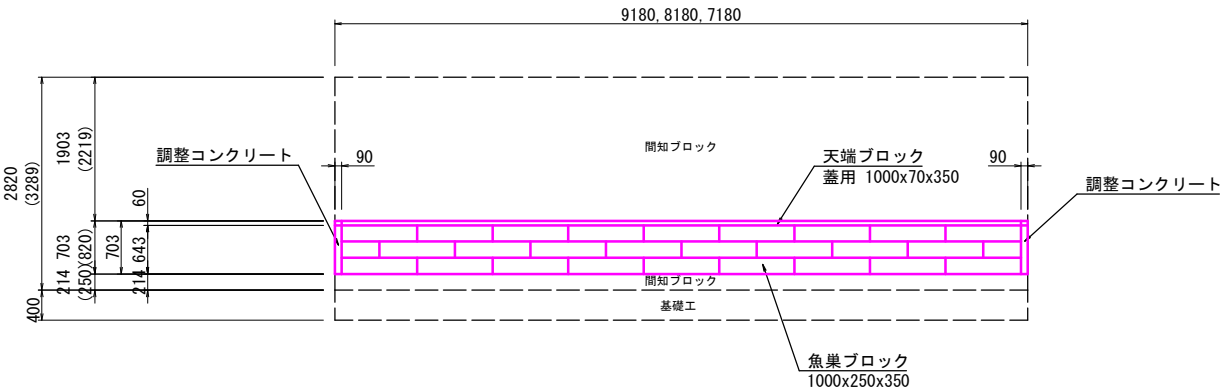 9180, 8180, 7180
間知ブロック
調整コンクリート
90
天端ブロック
蓋用 1000x70x350
90
調整コンクリート
2820
(3289)
1903
(2219)
60
703
(820)
703
643
214
(250)
214
400
間知ブロック
基礎工
魚巣ブロック
1000x250x350